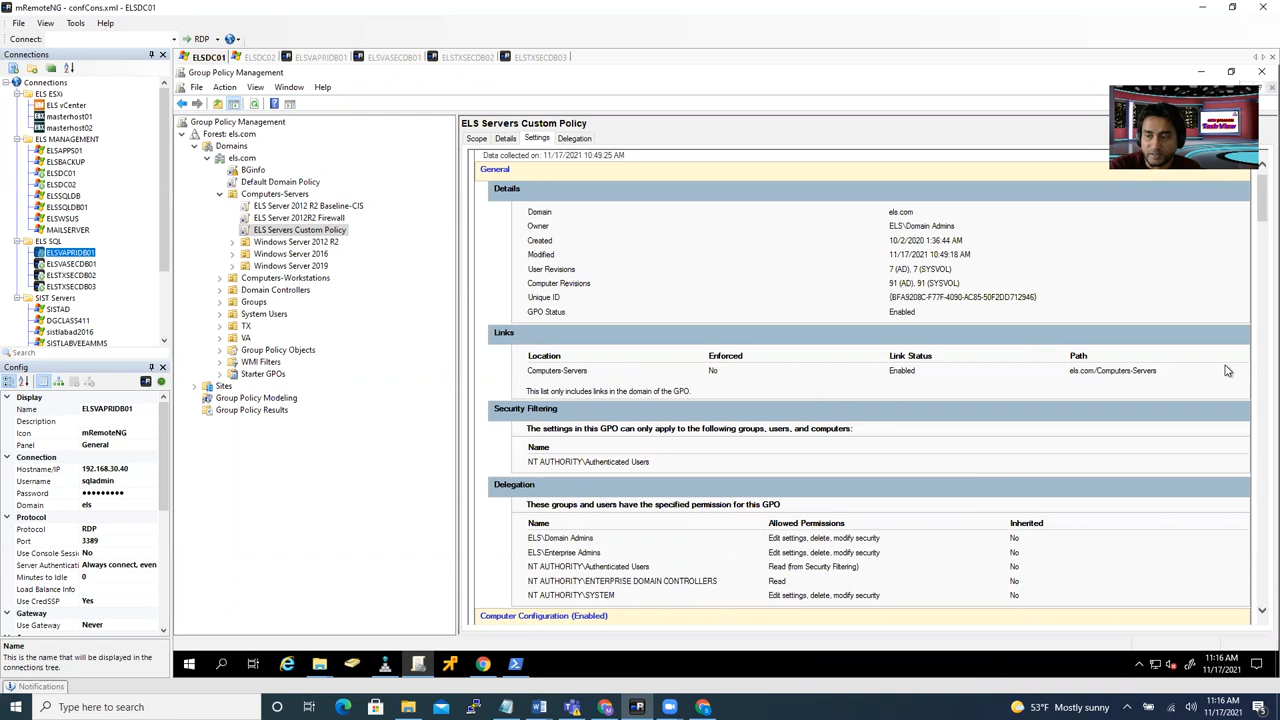 mRemoteNG - confCons.xml - ELSDC01
File View Tools Help
Connect: RDP
Connections
Connections
ELS ESXi
ELS vCenter
masterhost01
masterhost02
ELS MANAGEMENT
ELSAPPS01
ELSBACKUP
ELSDC01
ELSDC02
ELSSQLDB
ELSSQLDB01
ELSWSUS
MAILSERVER
ELS SQL
ELSVAPRIDB01
ELSVASECDB01
ELSTXSECDB02
ELSTXSECDB03
SIST Servers
SISTAD
DGCLASS411
sistlabad2016
SISTLABVEEAMMS
Search
Config
Display
Name ELSVAPRIDB01
Description
Icon mRemoteNG
Panel General
Connection
Hostname/IP 192.168.30.40
Username sqladmin
Password ●●●●●●●●●
Domain els
Protocol
Protocol RDP
Port 3389
Use Console Sessi No
Server Authenticati Always connect, even
Minutes to Idle 0
Load Balance Info
Use CredSSP Yes
Gateway
Use Gateway Never
Name
This is the name that will be displayed in the
connections tree.
Notifications
ELSDC01 ELSDC02 ELSVAPRIDB01 ELSVASECDB01 ELSTXSECDB02 ELSTXSECDB03
Group Policy Management
File Action View Window Help
Group Policy Management
Forest: els.com
Domains
els.com
BGinfo
Default Domain Policy
Computers-Servers
ELS Server 2012 R2 Baseline-CIS
ELS Server 2012R2 Firewall
ELS Servers Custom Policy
Windows Server 2012 R2
Windows Server 2016
Windows Server 2019
Computers-Workstations
Domain Controllers
Groups
System Users
TX
VA
Group Policy Objects
WMI Filters
Starter GPOs
Sites
Group Policy Modeling
Group Policy Results
ELS Servers Custom Policy
Scope Details Settings Delegation
Data collected on: 11/17/2021 10:49:25 AM
General
Details
Domain els.com
Owner ELS\Domain Admins
Created 10/2/2020 1:36:44 AM
Modified 11/17/2021 10:49:18 AM
User Revisions 7 (AD), 7 (SYSVOL)
Computer Revisions 91 (AD), 91 (SYSVOL)
Unique ID {BFA9208C-F77F-4090-AC85-50F2DD712946}
GPO Status Enabled
Links
Location Enforced Link Status Path
Computers-Servers No Enabled els.com/Computers-Servers
This list only includes links in the domain of the GPO.
Security Filtering
The settings in this GPO can only apply to the following groups, users, and computers:
Name
NT AUTHORITY\Authenticated Users
Delegation
These groups and users have the specified permission for this GPO
Name Allowed Permissions Inherited
ELS\Domain Admins Edit settings, delete, modify security No
ELS\Enterprise Admins Edit settings, delete, modify security No
NT AUTHORITY\Authenticated Users Read (from Security Filtering) No
NT AUTHORITY\ENTERPRISE DOMAIN CONTROLLERS Read No
NT AUTHORITY\SYSTEM Edit settings, delete, modify security No
Computer Configuration (Enabled)
Tech View
11:16 AM
11/17/2021
Type here to search
53°F Mostly sunny
11:16 AM
11/17/2021